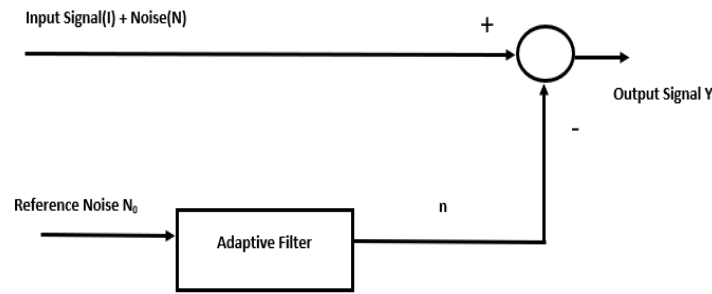 Input Signal(I) + Noise(N)
+
Output Signal Y
-
Reference Noise N₀
n
Adaptive Filter